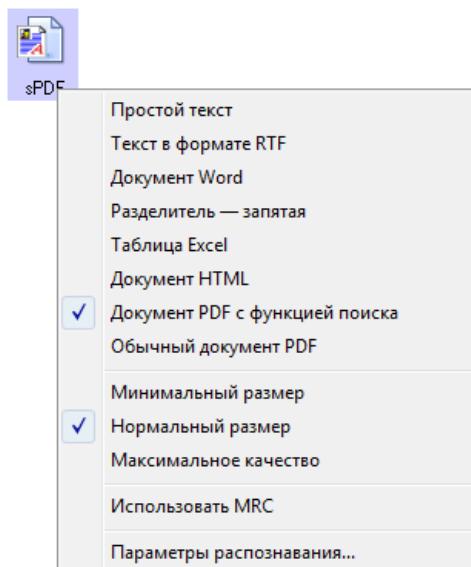 sPDF
Простой текст
Текст в формате RTF
Документ Word
Разделитель — запятая
Таблица Excel
Документ HTML
Документ PDF с функцией поиска
Обычный документ PDF
Минимальный размер
Нормальный размер
Максимальное качество
Использовать MRC
Параметры распознавания...